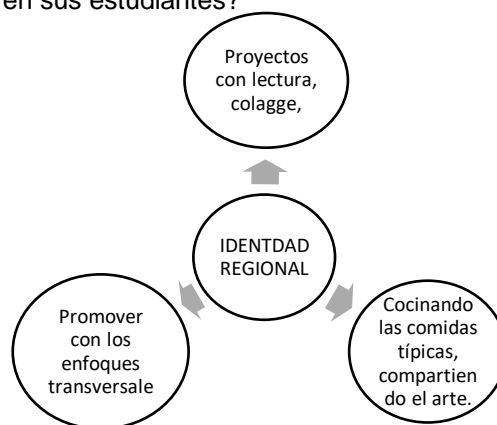 en sus estudiantes?
Proyectos
con lectura,
colagge,
IDENTDAD
REGIONAL
Promover
con los
enfoques
transversale
Cocinando
las comidas
típicas,
compartien
do el arte.